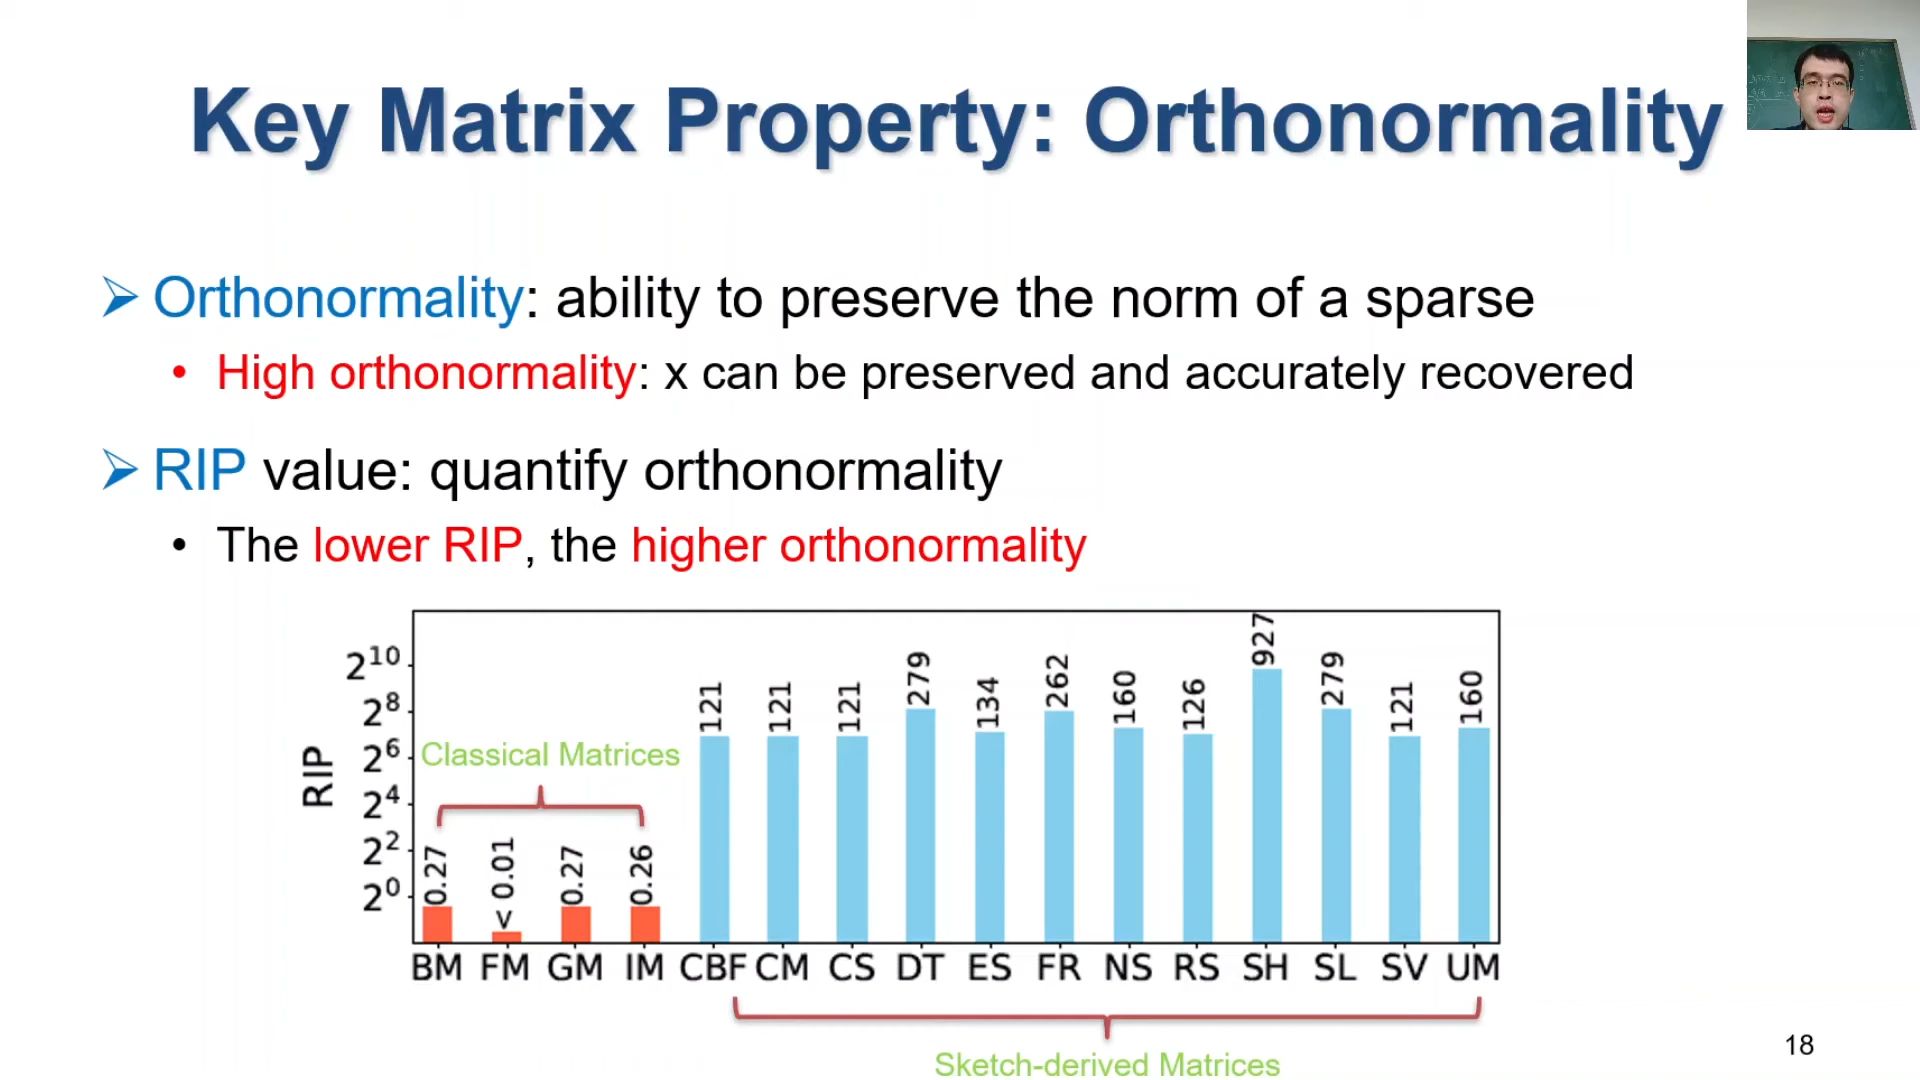 Key Matrix Property: Orthonormality
➢ Orthonormality: ability to preserve the norm of a sparse
• High orthonormality: x can be preserved and accurately recovered
➢ RIP value: quantify orthonormality
• The lower RIP, the higher orthonormality
RIP
2^10
2^8
2^6
2^4
2^2
2^0
Classical Matrices
0.27 < 0.01 0.27 0.26 121 121 121 279 134 262 160 126 927 279 121 160
BM FM GM IM CBF CM CS DT ES FR NS RS SH SL SV UM
Sketch-derived Matrices
18